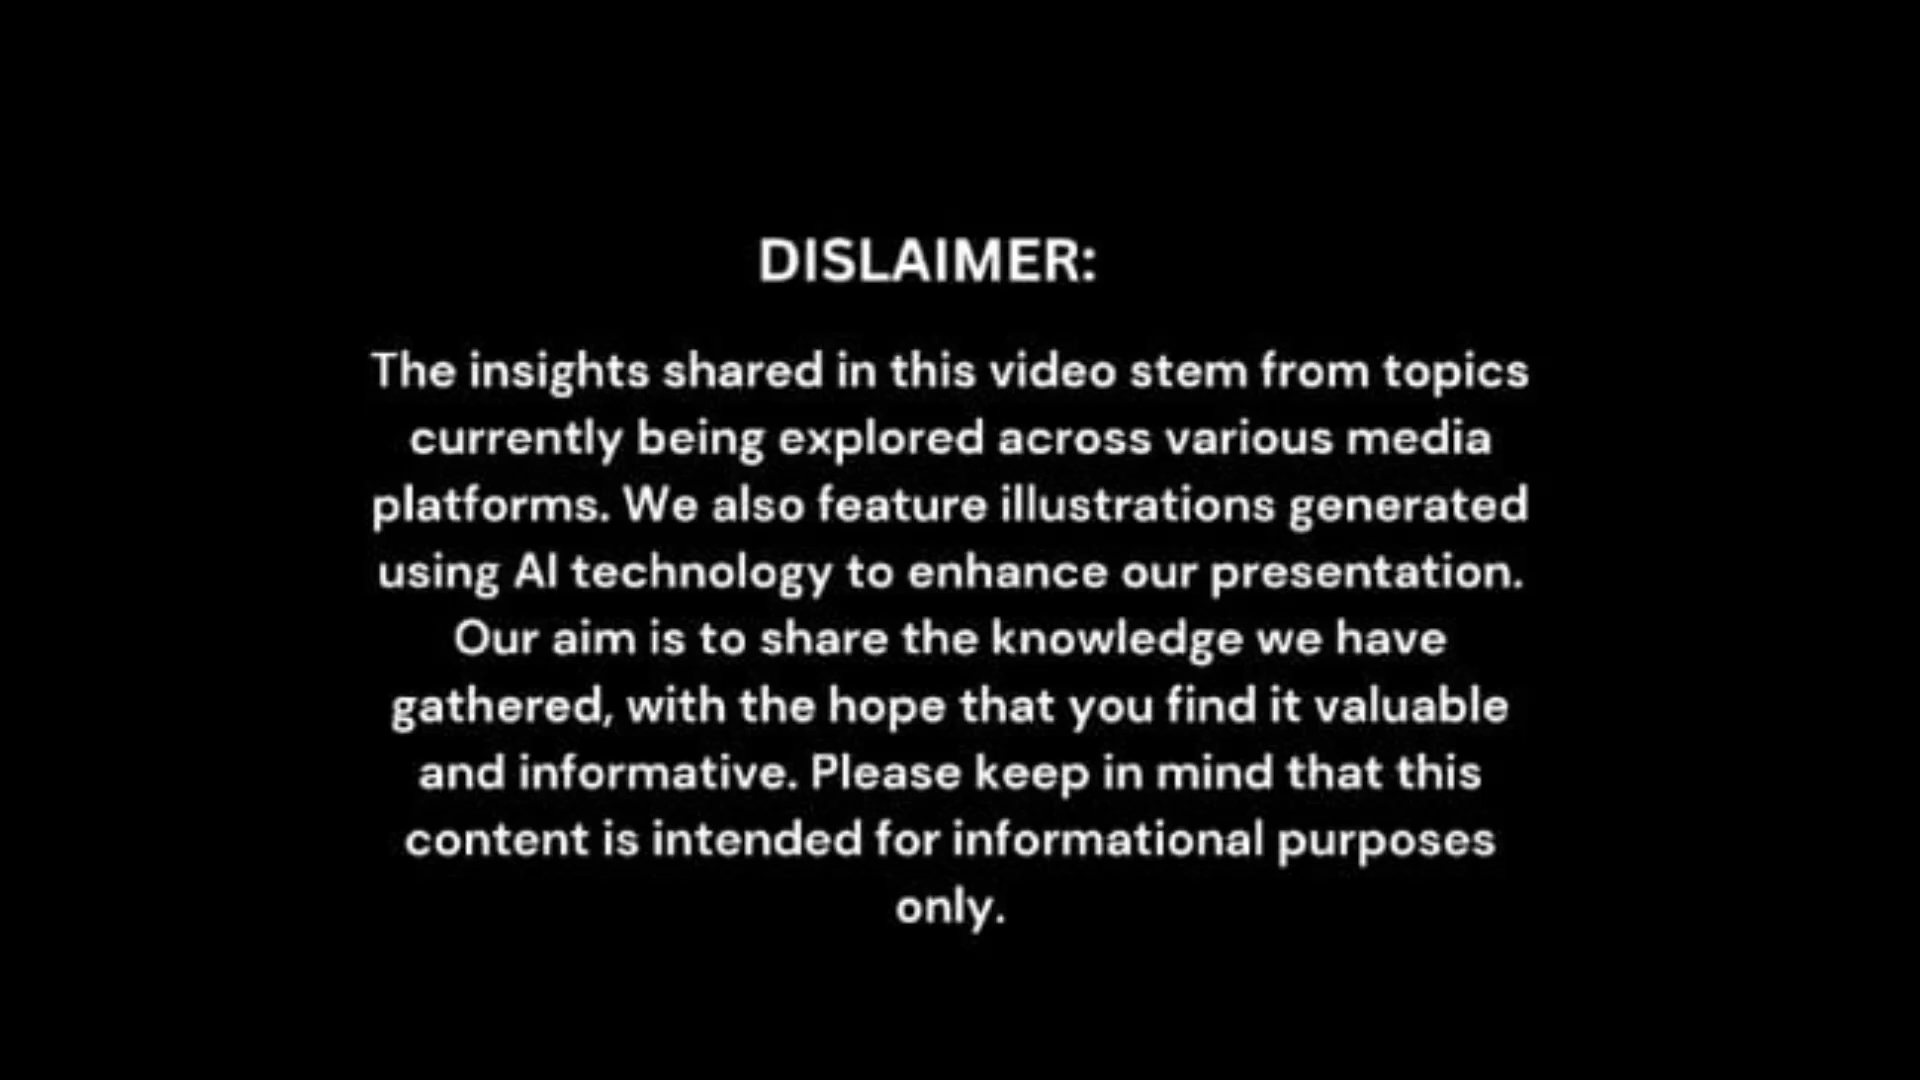 DISLAIMER:
The insights shared in this video stem from topics
currently being explored across various media
platforms. We also feature illustrations generated
using AI technology to enhance our presentation.
Our aim is to share the knowledge we have
gathered, with the hope that you find it valuable
and informative. Please keep in mind that this
content is intended for informational purposes
only.